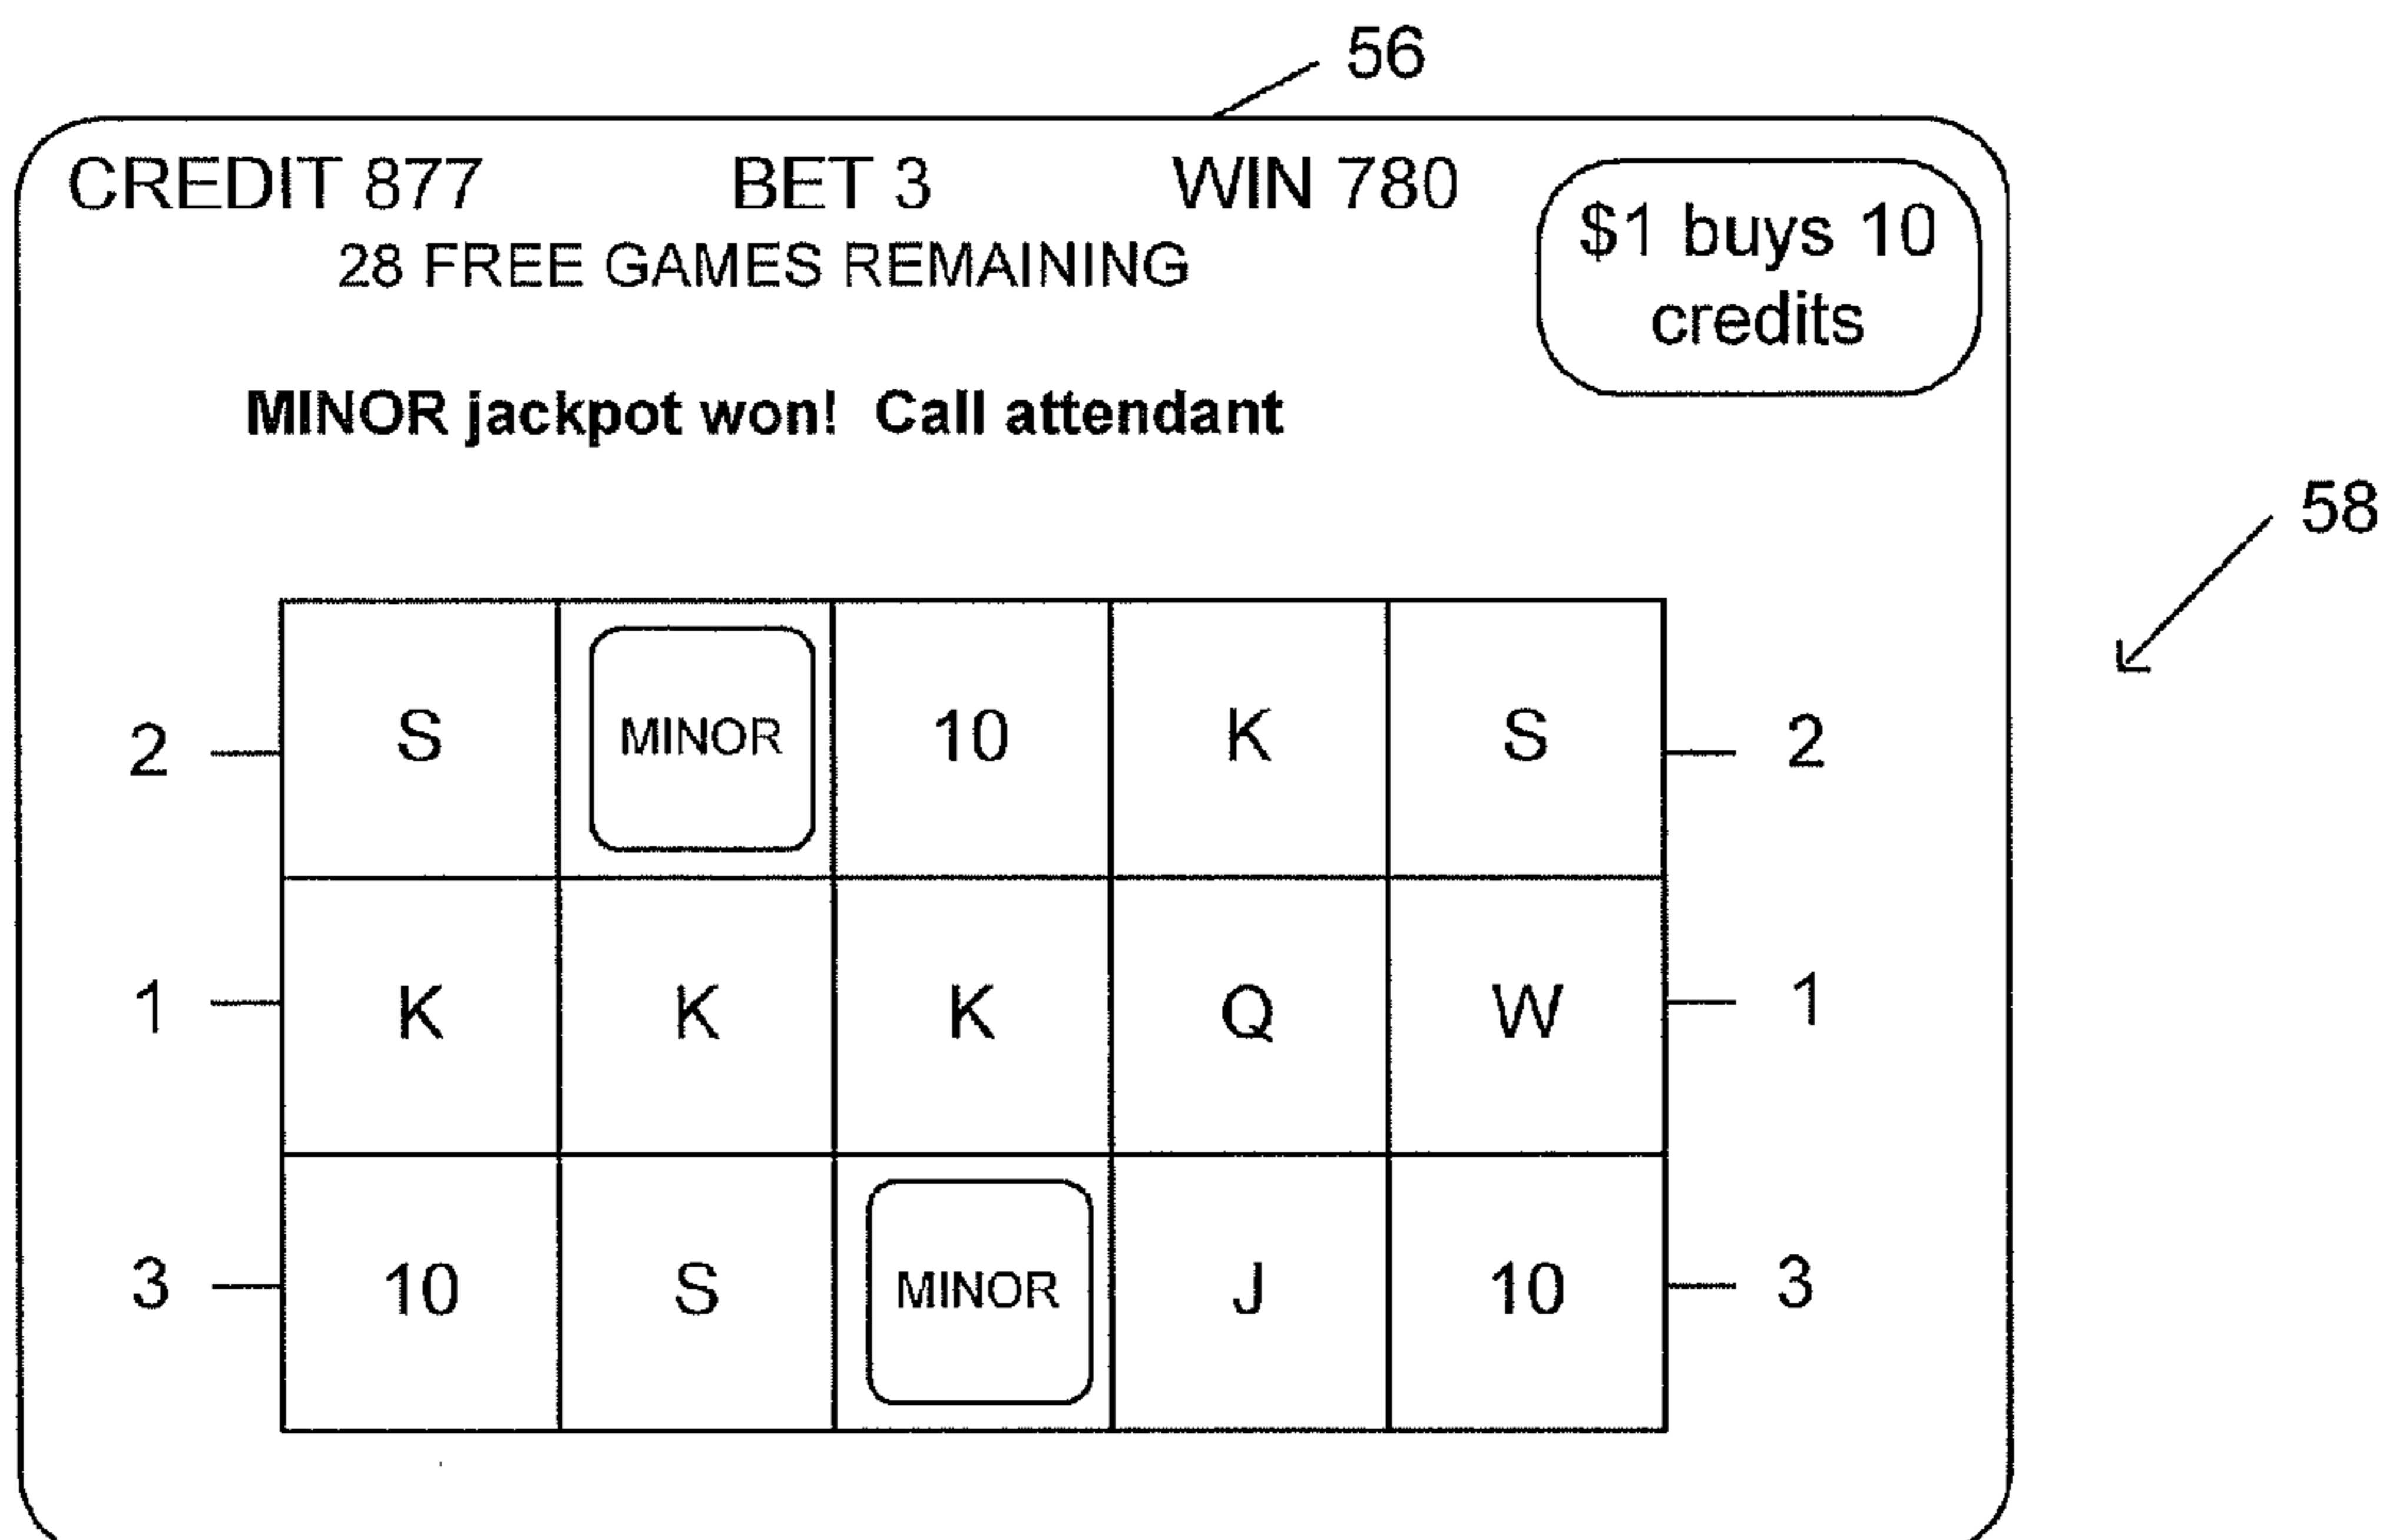 56
CREDIT 877 BET 3 WIN 780
$1 buys 10
credits
28 FREE GAMES REMAINING
MINOR jackpot won! Call attendant
58
2 S MINOR 10 K S 2
1 K K K Q W 1
3 10 S MINOR J 10 3